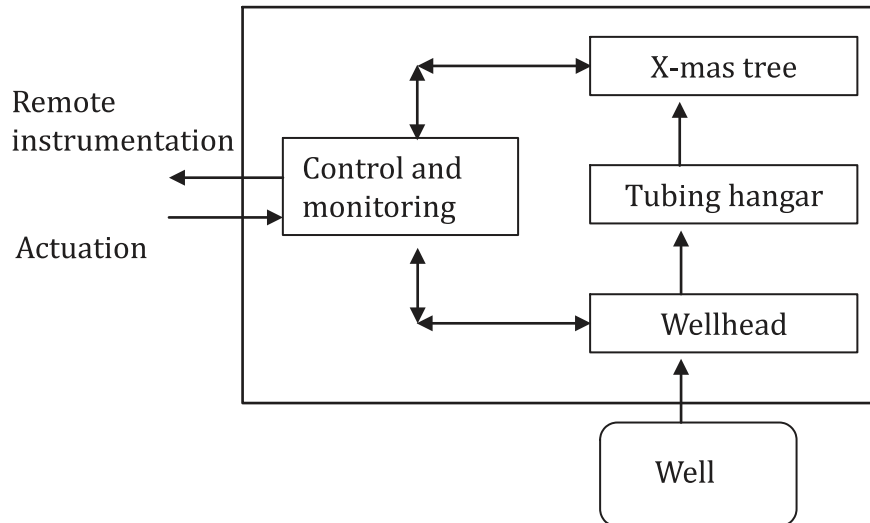 X-mas tree
Remote
instrumentation
Control and
monitoring
Tubing hangar
Actuation
Wellhead
Well